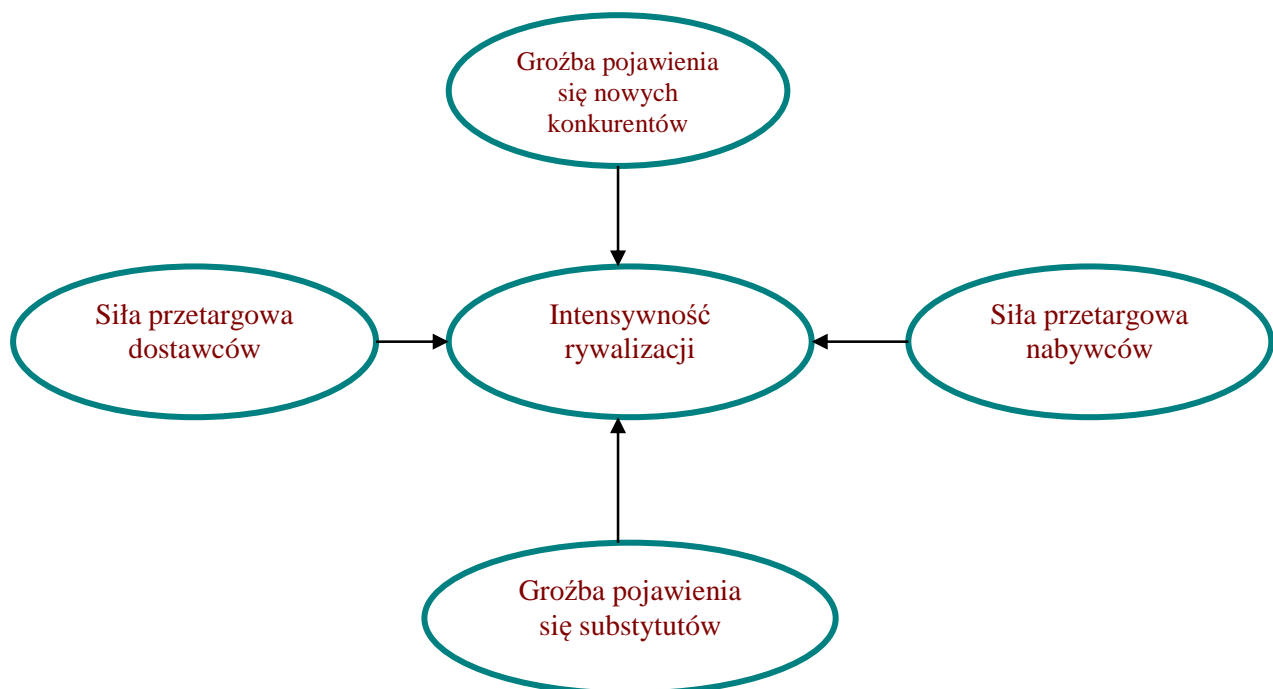 Groźba pojawienia
się nowych
konkurentów
Siła przetargowa
dostawców
Intensywność
rywalizacji
Siła przetargowa
nabywców
Groźba pojawienia
się substytutów